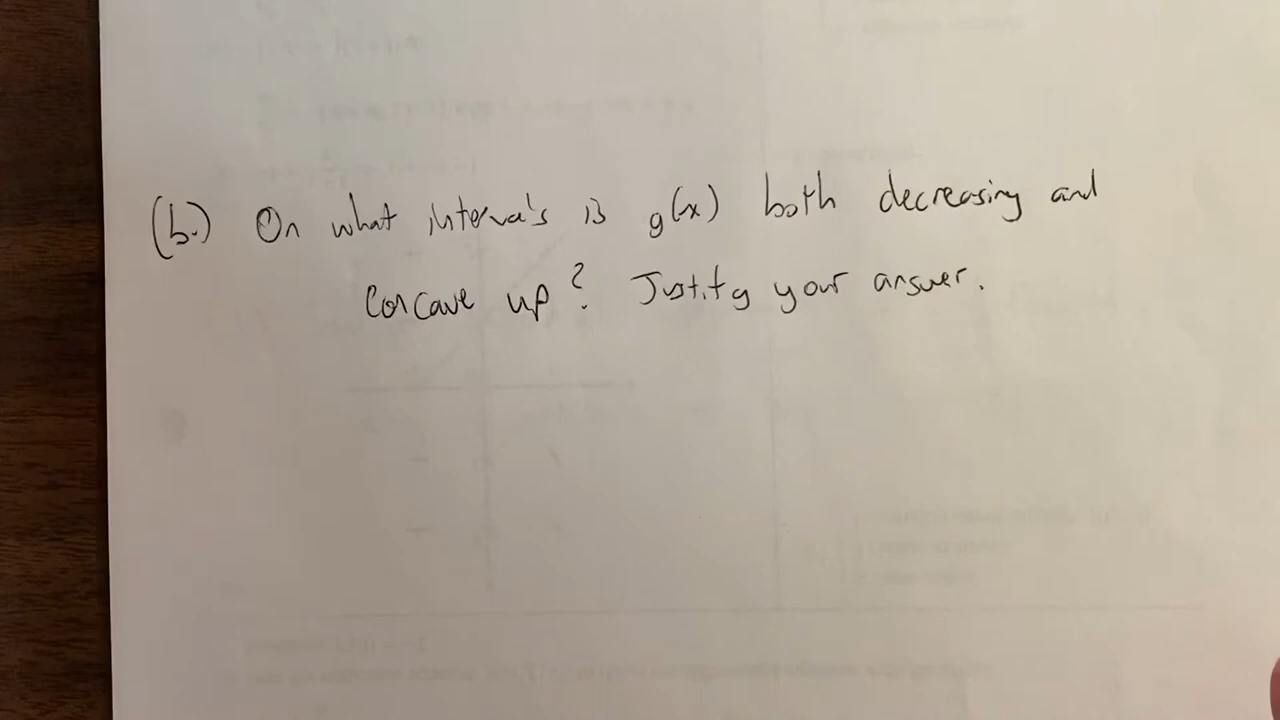 (b.) On what intervals is g(x) both decreasing and
concave up? Justify your answer.